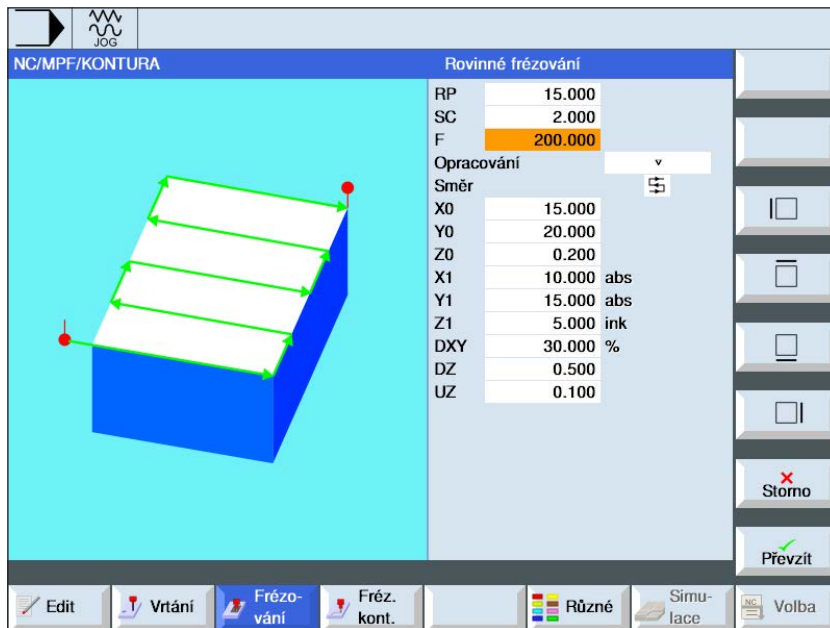 JOG
NC/MPF/KONTURA
Rovinné frézování
RP 15.000
SC 2.000
F 200.000
Opracování v
Směr
X0 15.000
Y0 20.000
Z0 0.200
X1 10.000 abs
Y1 15.000 abs
Z1 5.000 ink
DXY 30.000 %
DZ 0.500
UZ 0.100
Storno
Převzít
Edit
Vrtání
Frézo-
vání
Fréz.
kont.
Různé
Simu-
lace
NC
Volba